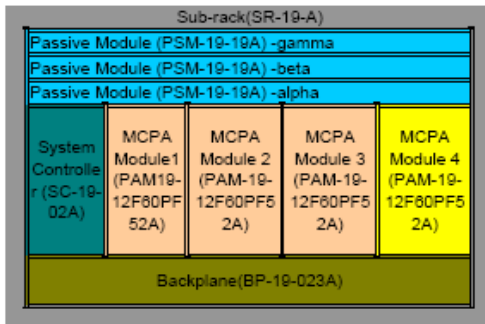 Sub-rack(SR-19-A)
Passive Module (PSM-19-19A) -gamma
Passive Module (PSM-19-19A) -beta
Passive Module (PSM-19-19A) -alpha
System
Controlle
r (SC-19-
02A)
MCPA
Module1
(PAM19-
12F60PF
52A)
MCPA
Module 2
(PAM-19-
12F60PF5
2A)
MCPA
Module 3
(PAM-19-
12F60PF5
2A)
MCPA
Module 4
(PAM-19-
12F60PF5
2A)
Backplane(BP-19-023A)